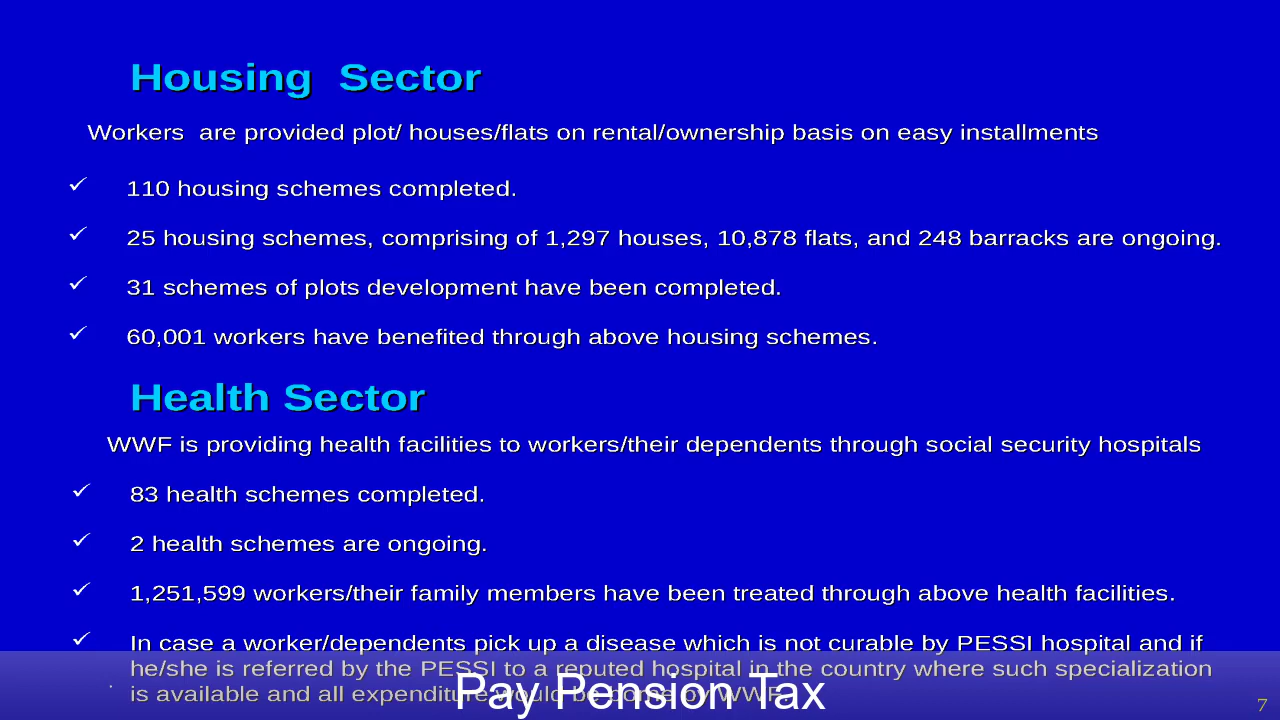 Housing Sector
Workers are provided plot/ houses/flats on rental/ownership basis on easy installments
110 housing schemes completed.
25 housing schemes, comprising of 1,297 houses, 10,878 flats, and 248 barracks are ongoing.
31 schemes of plots development have been completed.
60,001 workers have benefited through above housing schemes.
Health Sector
WWF is providing health facilities to workers/their dependents through social security hospitals
83 health schemes completed.
2 health schemes are ongoing.
1,251,599 workers/their family members have been treated through above health facilities.
In case a worker/dependents pick up a disease which is not curable by PESSI hospital and if
he/she is referred by the PESSI to a reputed hospital in the country where such specialization
is available and all expenditure would be borne by WWF.
Pay Pension Tax
7